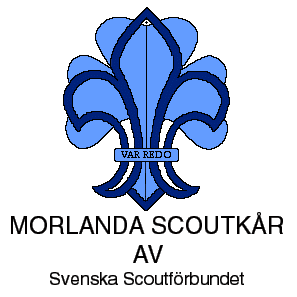 VAR REDO
MORLANDA SCOUTKÅR
AV
Svenska Scoutförbundet